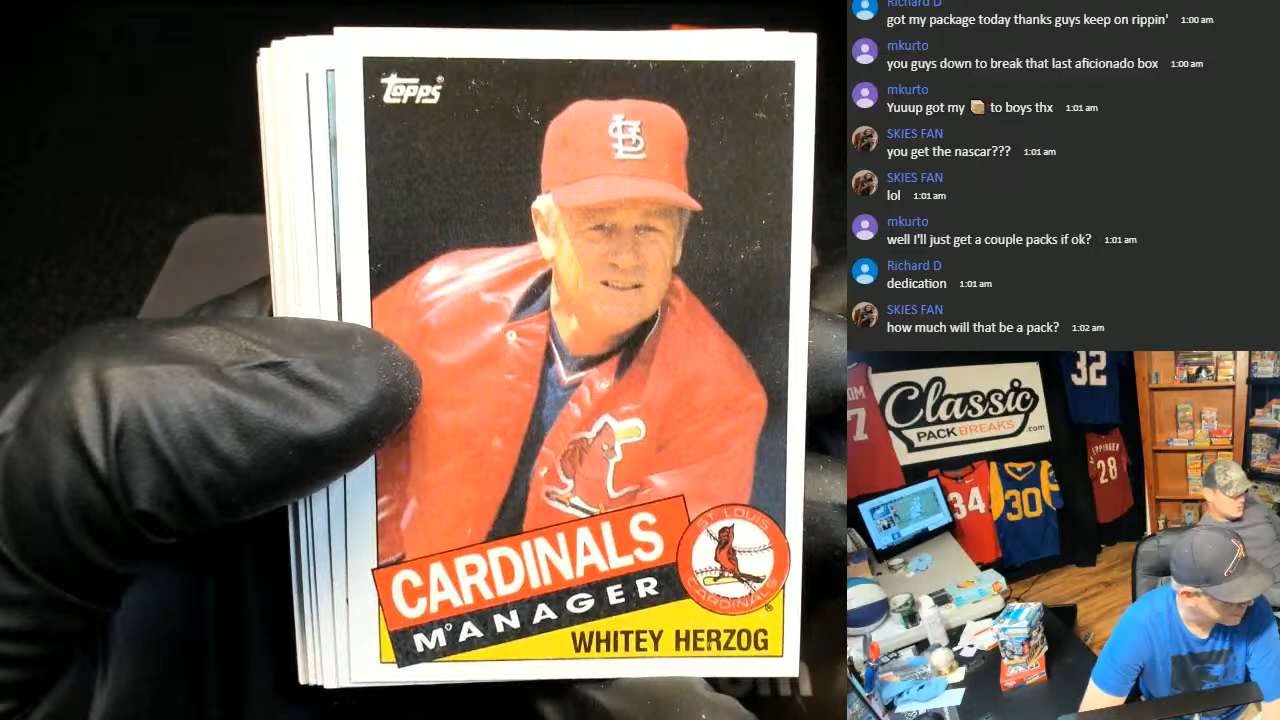 Topps
CARDINALS
MANAGER
WHITEY HERZOG
ST LOUIS
CARDINALS
Richard D
got my package today thanks guys keep on rippin' 1:00 am
mkurto
you guys down to break that last aficionado box 1:00 am
mkurto
Yuuup got my 📦 to boys thx 1:01 am
SKIES FAN
you get the nascar??? 1:01 am
SKIES FAN
lol 1:01 am
mkurto
well I'll just get a couple packs if ok? 1:01 am
Richard D
dedication 1:01 am
SKIES FAN
how much will that be a pack? 1:02 am
32
7
Classic
PACK BREAKS.com
28
34
30